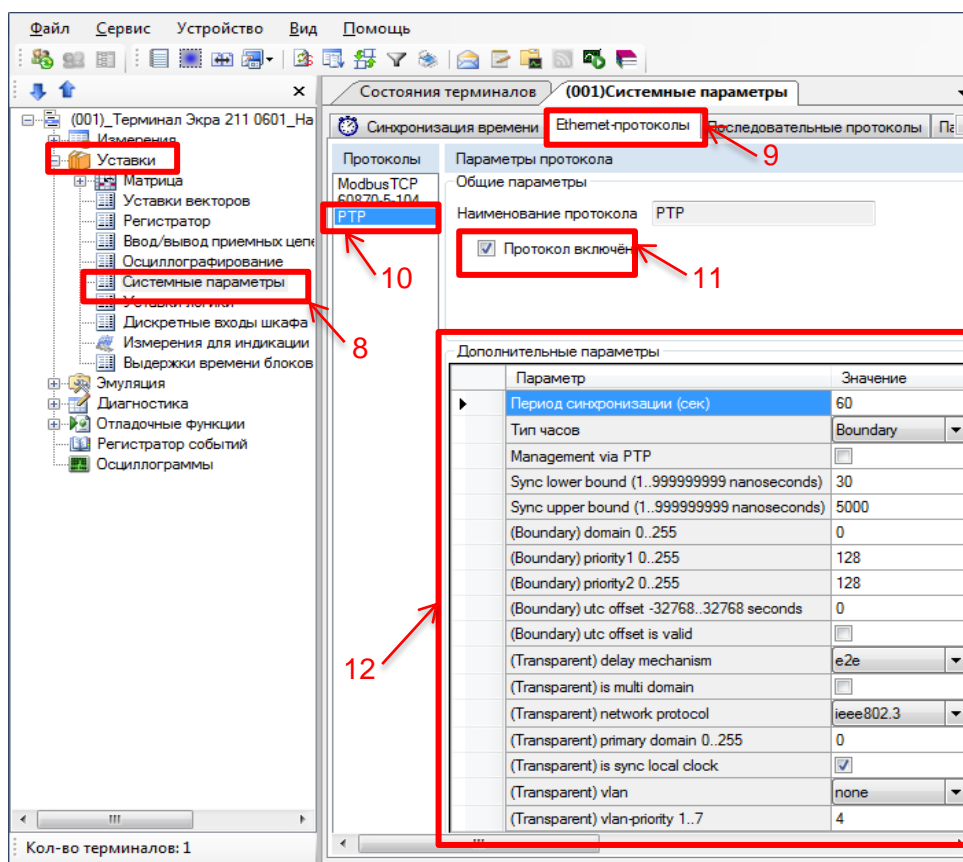 Файл Сервис Устройство Вид Помощь
Состояния терминалов (001)Системные параметры
(001)_Терминал Экра 211 0601_На
Синхронизация времени Ethernet-протоколы Последовательные протоколы Па
9
Измерения
Уставки
Матрица
Уставки векторов
Регистратор
Ввод/вывод приемных цепе
Осциллографирование
Системные параметры
Уставки логики
Дискретные входы шкафа
Измерения для индикации
Выдержки времени блоков
Эмуляция
Диагностика
Отладочные функции
Регистратор событий
Осциллограммы
8
Протоколы
ModbusTCP
60870-5-104
PTP
10
Параметры протокола
Общие параметры
Наименование протокола PTP
Протокол включён
11
Дополнительные параметры
Параметр Значение
Период синхронизации (сек) 60
Тип часов Boundary
Management via PTP
Sync lower bound (1..999999999 nanoseconds) 30
Sync upper bound (1..999999999 nanoseconds) 5000
(Boundary) domain 0..255 0
(Boundary) priority1 0..255 128
(Boundary) priority2 0..255 128
(Boundary) utc offset -32768..32768 seconds 0
(Boundary) utc offset is valid
(Transparent) delay mechanism e2e
(Transparent) is multi domain
(Transparent) network protocol ieee802.3
(Transparent) primary domain 0..255 0
(Transparent) is sync local clock
(Transparent) vlan none
(Transparent) vlan-priority 1..7 4
12
Кол-во терминалов: 1